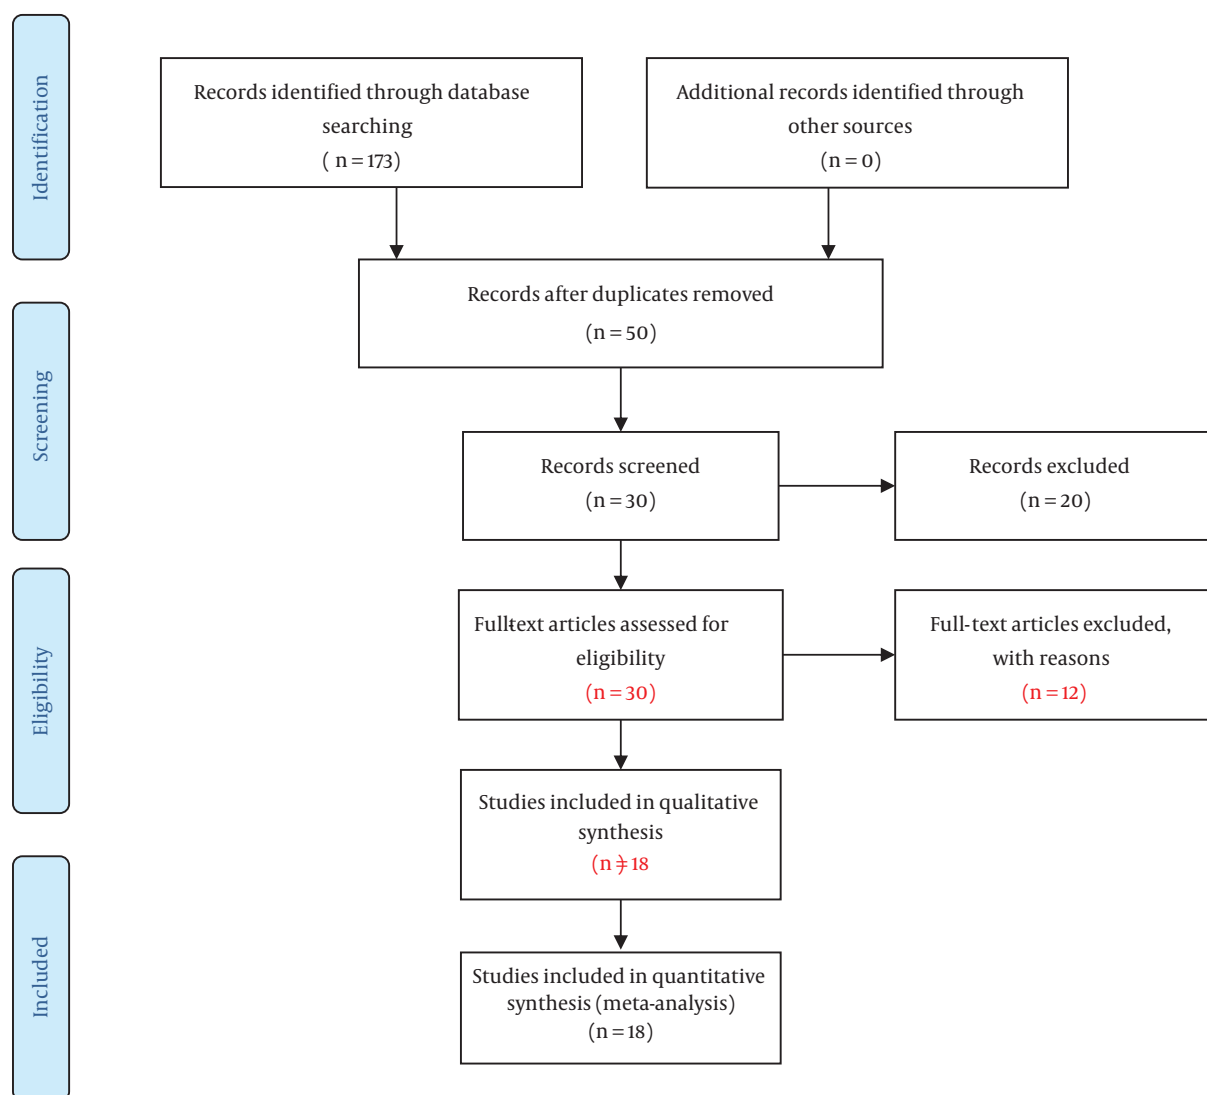 Identification
Records identified through database
searching
( n = 173)
Additional records identified through
other sources
(n = 0)
Records after duplicates removed
(n = 50)
Screening
Records screened
(n = 30)
Records excluded
(n = 20)
Eligibility
Full-text articles assessed for
eligibility
(n = 30)
Full-text articles excluded,
with reasons
(n = 12)
Studies included in qualitative
synthesis
(n = 18)
Included
Studies included in quantitative
synthesis (meta-analysis)
(n = 18)